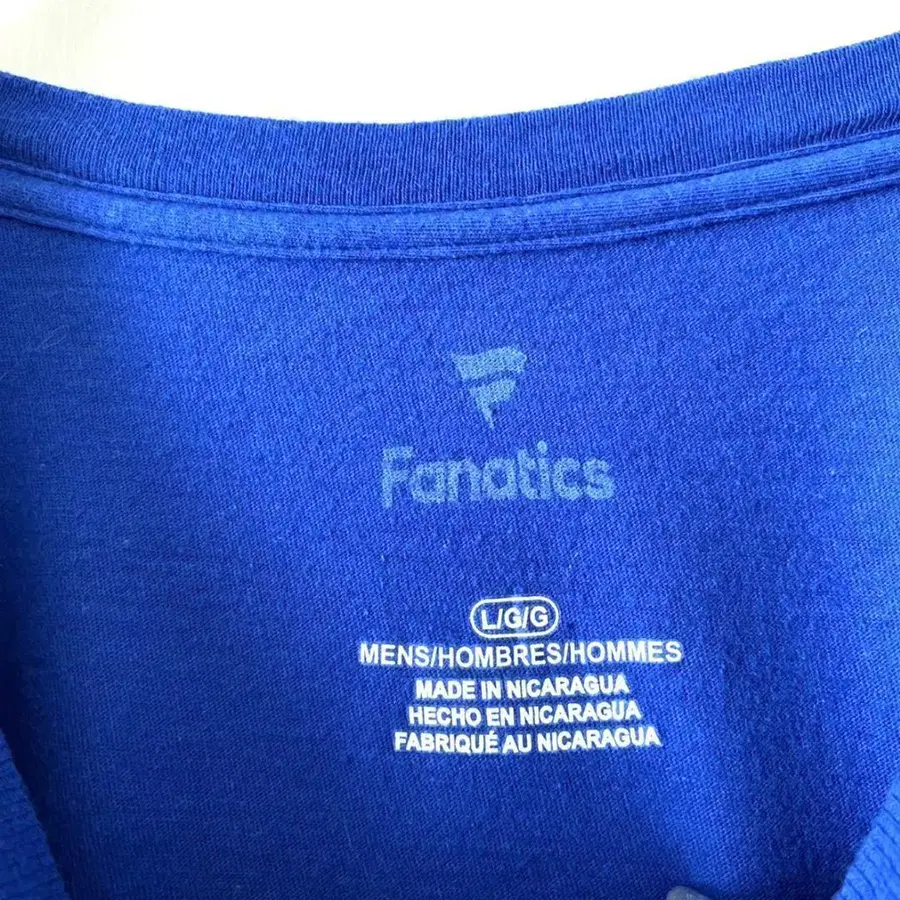 Fanatics
L/G/G
MENS/HOMBRES/HOMMES
MADE IN NICARAGUA
HECHO EN NICARAGUA
FABRIQUÉ AU NICARAGUA